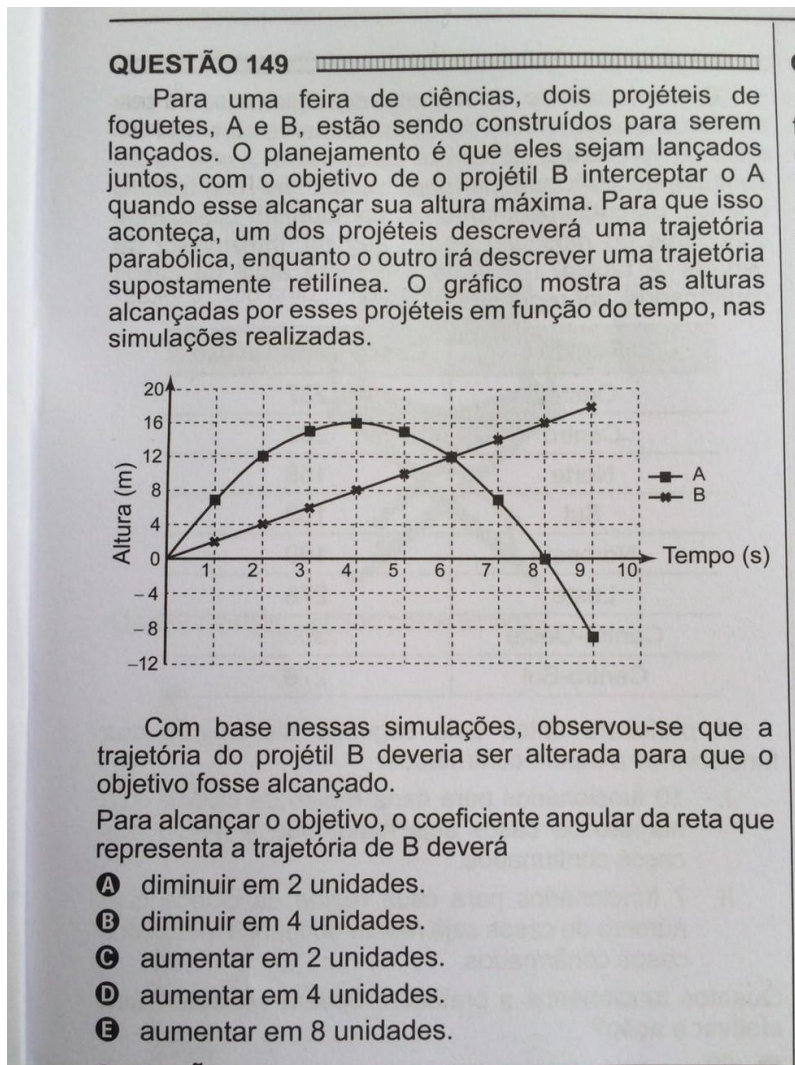 QUESTÃO 149
Para uma feira de ciências, dois projéteis de
foguetes, A e B, estão sendo construídos para serem
lançados. O planejamento é que eles sejam lançados
juntos, com o objetivo de o projétil B interceptar o A
quando esse alcançar sua altura máxima. Para que isso
aconteça, um dos projéteis descreverá uma trajetória
parabólica, enquanto o outro irá descrever uma trajetória
supostamente retilínea. O gráfico mostra as alturas
alcançadas por esses projéteis em função do tempo, nas
simulações realizadas.
20
16
12
8
4
0
–4
–8
–12
Altura (m)
1 2 3 4 5 6 7 8 9 10
Tempo (s)
A
B
Com base nessas simulações, observou-se que a
trajetória do projétil B deveria ser alterada para que o
objetivo fosse alcançado.
Para alcançar o objetivo, o coeficiente angular da reta que
representa a trajetória de B deverá
A diminuir em 2 unidades.
B diminuir em 4 unidades.
C aumentar em 2 unidades.
D aumentar em 4 unidades.
E aumentar em 8 unidades.